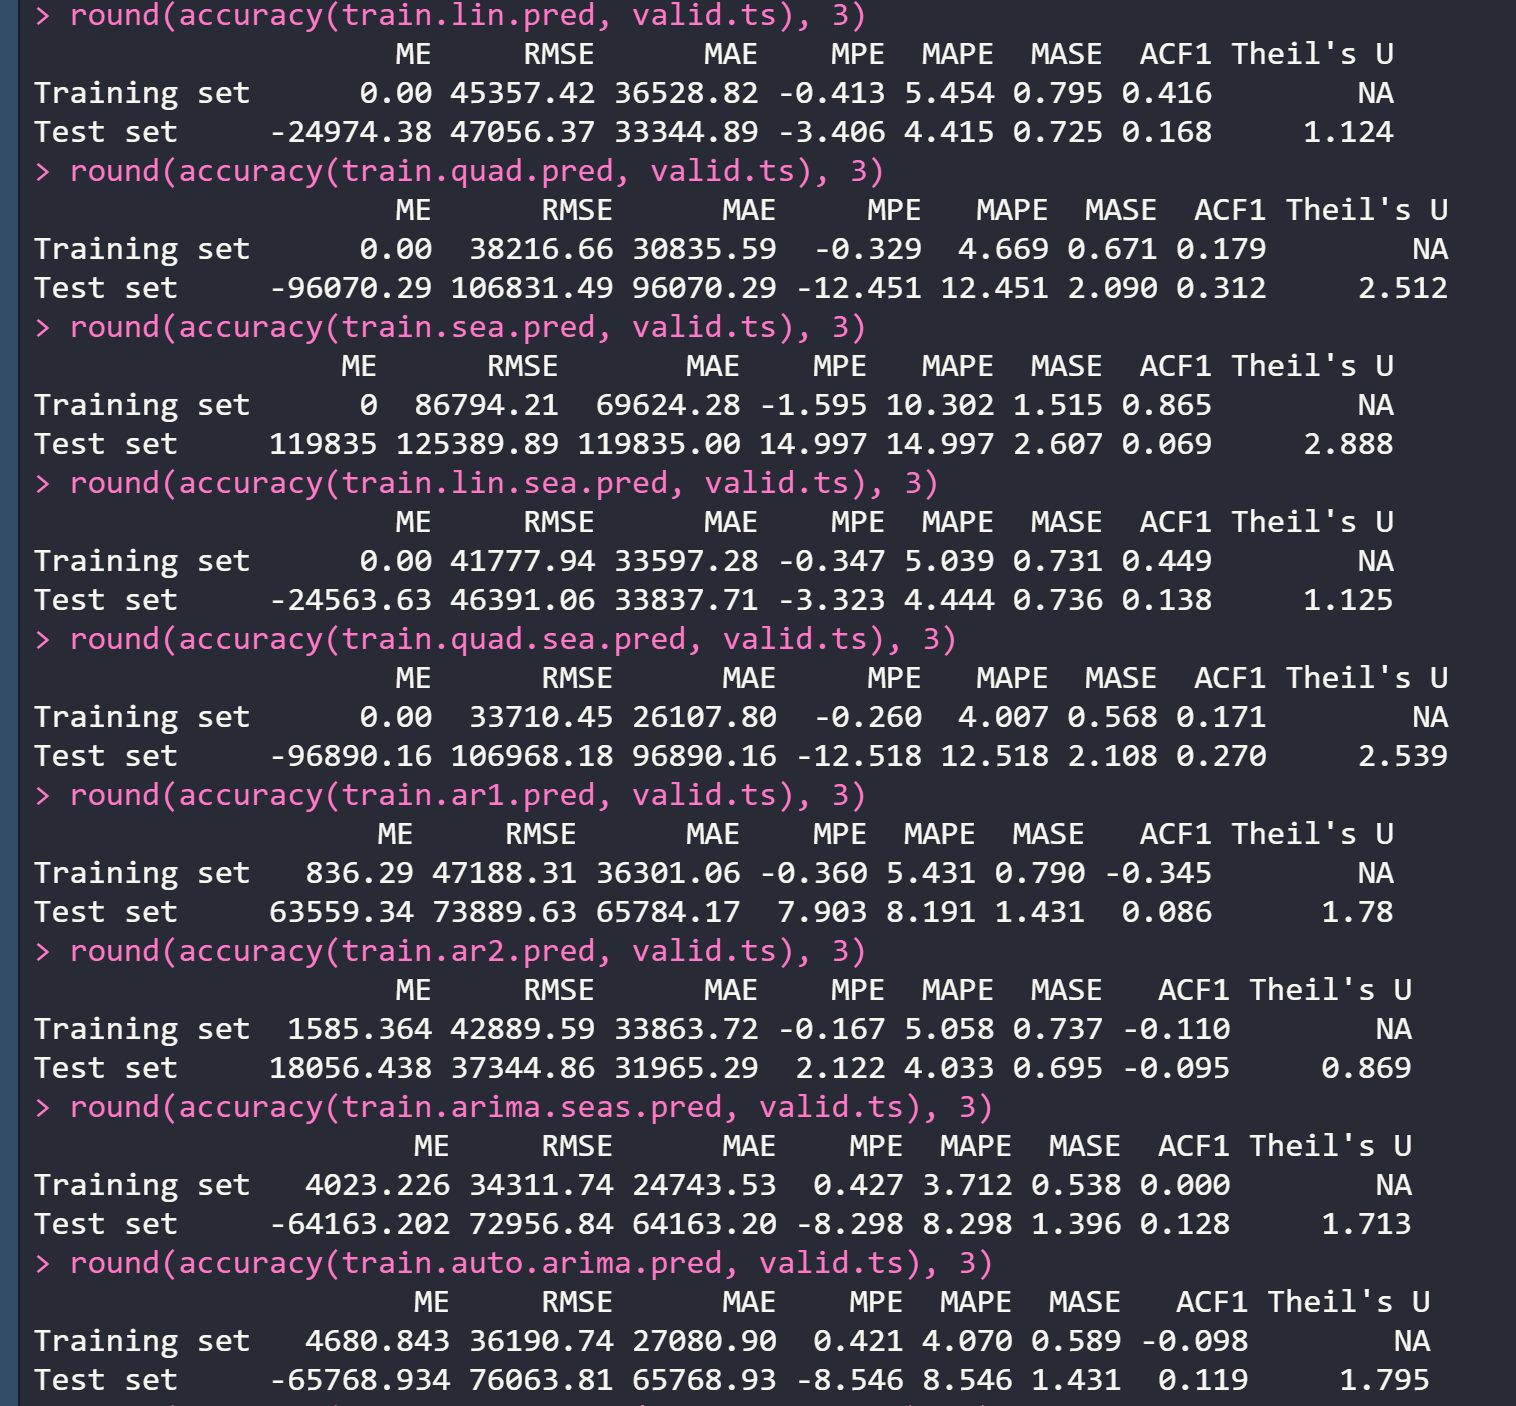 > round(accuracy(train.lin.pred, valid.ts), 3)
ME RMSE MAE MPE MAPE MASE ACF1 Theil's U
Training set 0.00 45357.42 36528.82 -0.413 5.454 0.795 0.416 NA
Test set -24974.38 47056.37 33344.89 -3.406 4.415 0.725 0.168 1.124
> round(accuracy(train.quad.pred, valid.ts), 3)
ME RMSE MAE MPE MAPE MASE ACF1 Theil's U
Training set 0.00 38216.66 30835.59 -0.329 4.669 0.671 0.179 NA
Test set -96070.29 106831.49 96070.29 -12.451 12.451 2.090 0.312 2.512
> round(accuracy(train.sea.pred, valid.ts), 3)
ME RMSE MAE MPE MAPE MASE ACF1 Theil's U
Training set 0 86794.21 69624.28 -1.595 10.302 1.515 0.865 NA
Test set 119835 125389.89 119835.00 14.997 14.997 2.607 0.069 2.888
> round(accuracy(train.lin.sea.pred, valid.ts), 3)
ME RMSE MAE MPE MAPE MASE ACF1 Theil's U
Training set 0.00 41777.94 33597.28 -0.347 5.039 0.731 0.449 NA
Test set -24563.63 46391.06 33837.71 -3.323 4.444 0.736 0.138 1.125
> round(accuracy(train.quad.sea.pred, valid.ts), 3)
ME RMSE MAE MPE MAPE MASE ACF1 Theil's U
Training set 0.00 33710.45 26107.80 -0.260 4.007 0.568 0.171 NA
Test set -96890.16 106968.18 96890.16 -12.518 12.518 2.108 0.270 2.539
> round(accuracy(train.ar1.pred, valid.ts), 3)
ME RMSE MAE MPE MAPE MASE ACF1 Theil's U
Training set 836.29 47188.31 36301.06 -0.360 5.431 0.790 -0.345 NA
Test set 63559.34 73889.63 65784.17 7.903 8.191 1.431 0.086 1.78
> round(accuracy(train.ar2.pred, valid.ts), 3)
ME RMSE MAE MPE MAPE MASE ACF1 Theil's U
Training set 1585.364 42889.59 33863.72 -0.167 5.058 0.737 -0.110 NA
Test set 18056.438 37344.86 31965.29 2.122 4.033 0.695 -0.095 0.869
> round(accuracy(train.arima.seas.pred, valid.ts), 3)
ME RMSE MAE MPE MAPE MASE ACF1 Theil's U
Training set 4023.226 34311.74 24743.53 0.427 3.712 0.538 0.000 NA
Test set -64163.202 72956.84 64163.20 -8.298 8.298 1.396 0.128 1.713
> round(accuracy(train.auto.arima.pred, valid.ts), 3)
ME RMSE MAE MPE MAPE MASE ACF1 Theil's U
Training set 4680.843 36190.74 27080.90 0.421 4.070 0.589 -0.098 NA
Test set -65768.934 76063.81 65768.93 -8.546 8.546 1.431 0.119 1.795